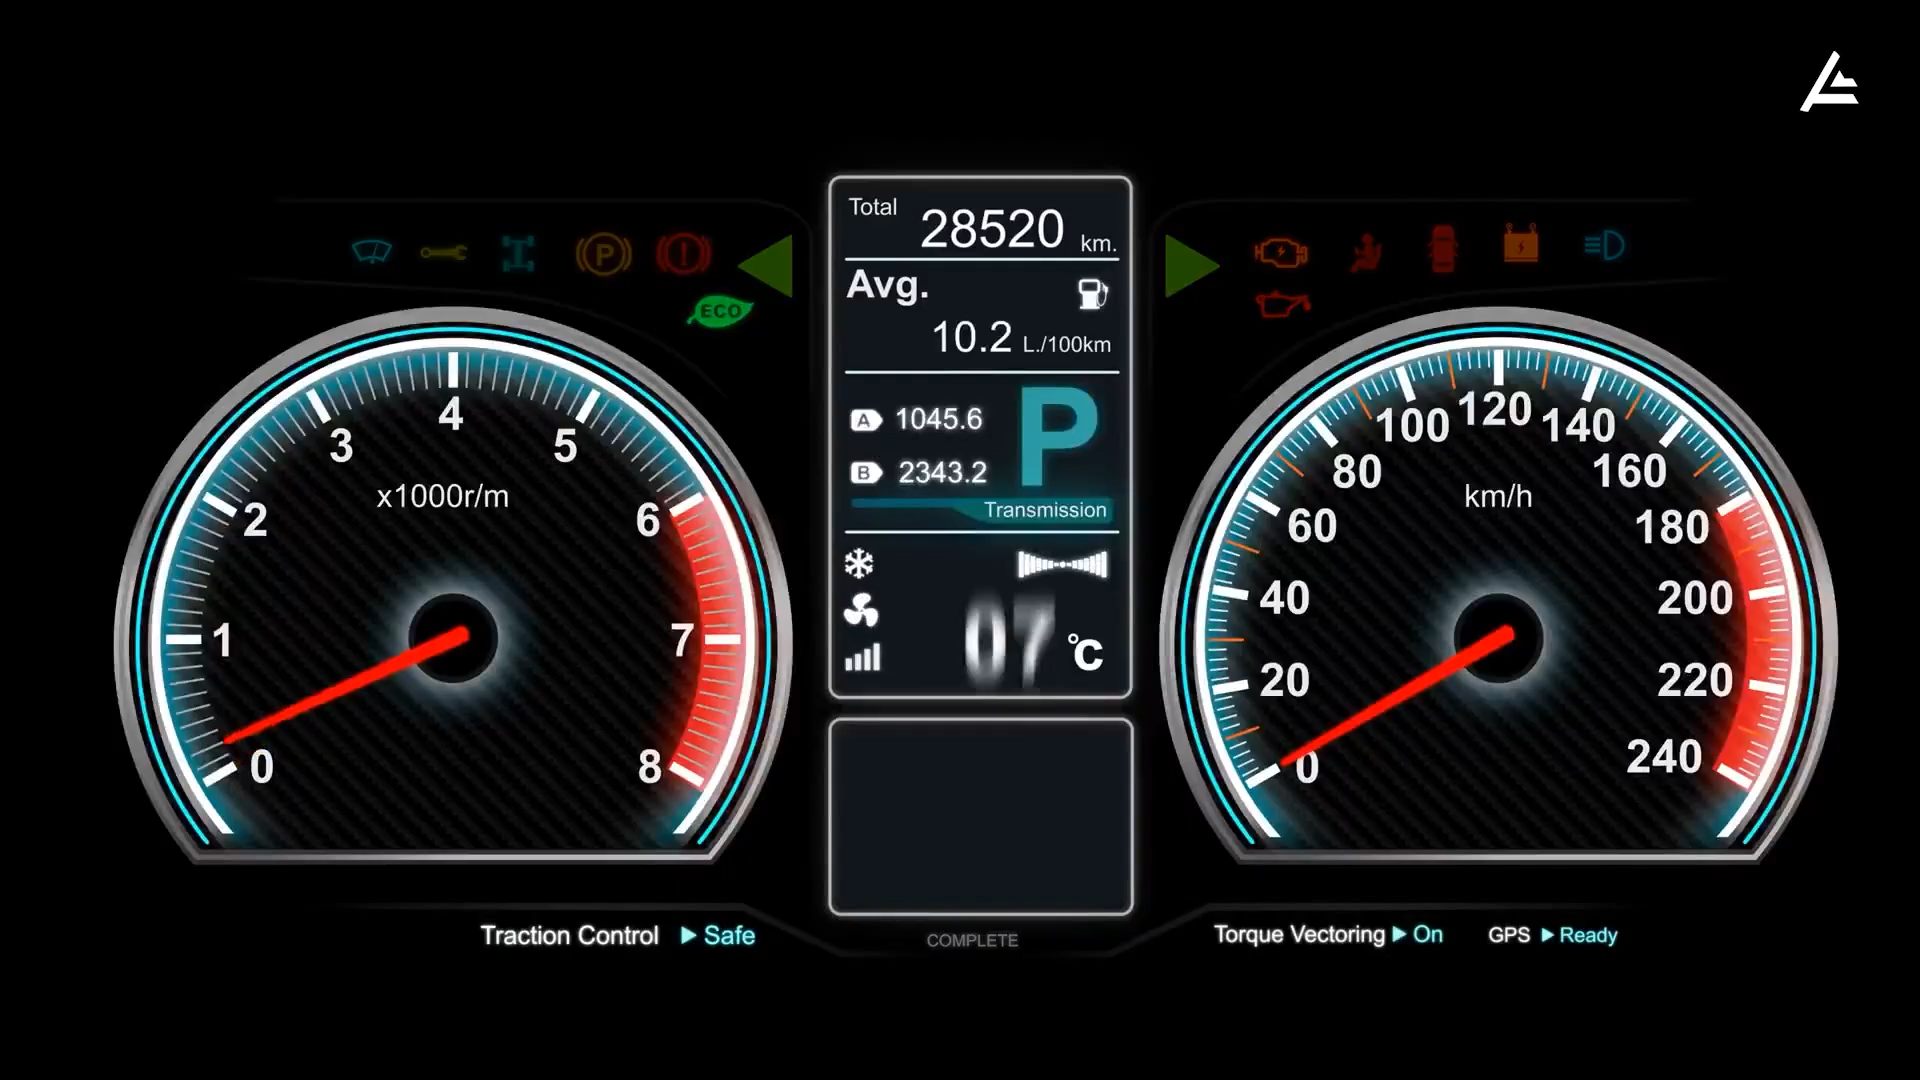 Total 28520 km.
Avg.
10.2 L./100km
A 1045.6
B 2343.2
P
Transmission
°C
P
!
ECO
0
1
2
3
4
5
6
7
8
x1000r/m
0
20
40
60
80
100
120
140
160
180
200
220
240
km/h
Traction Control Safe
COMPLETE
Torque Vectoring On
GPS Ready